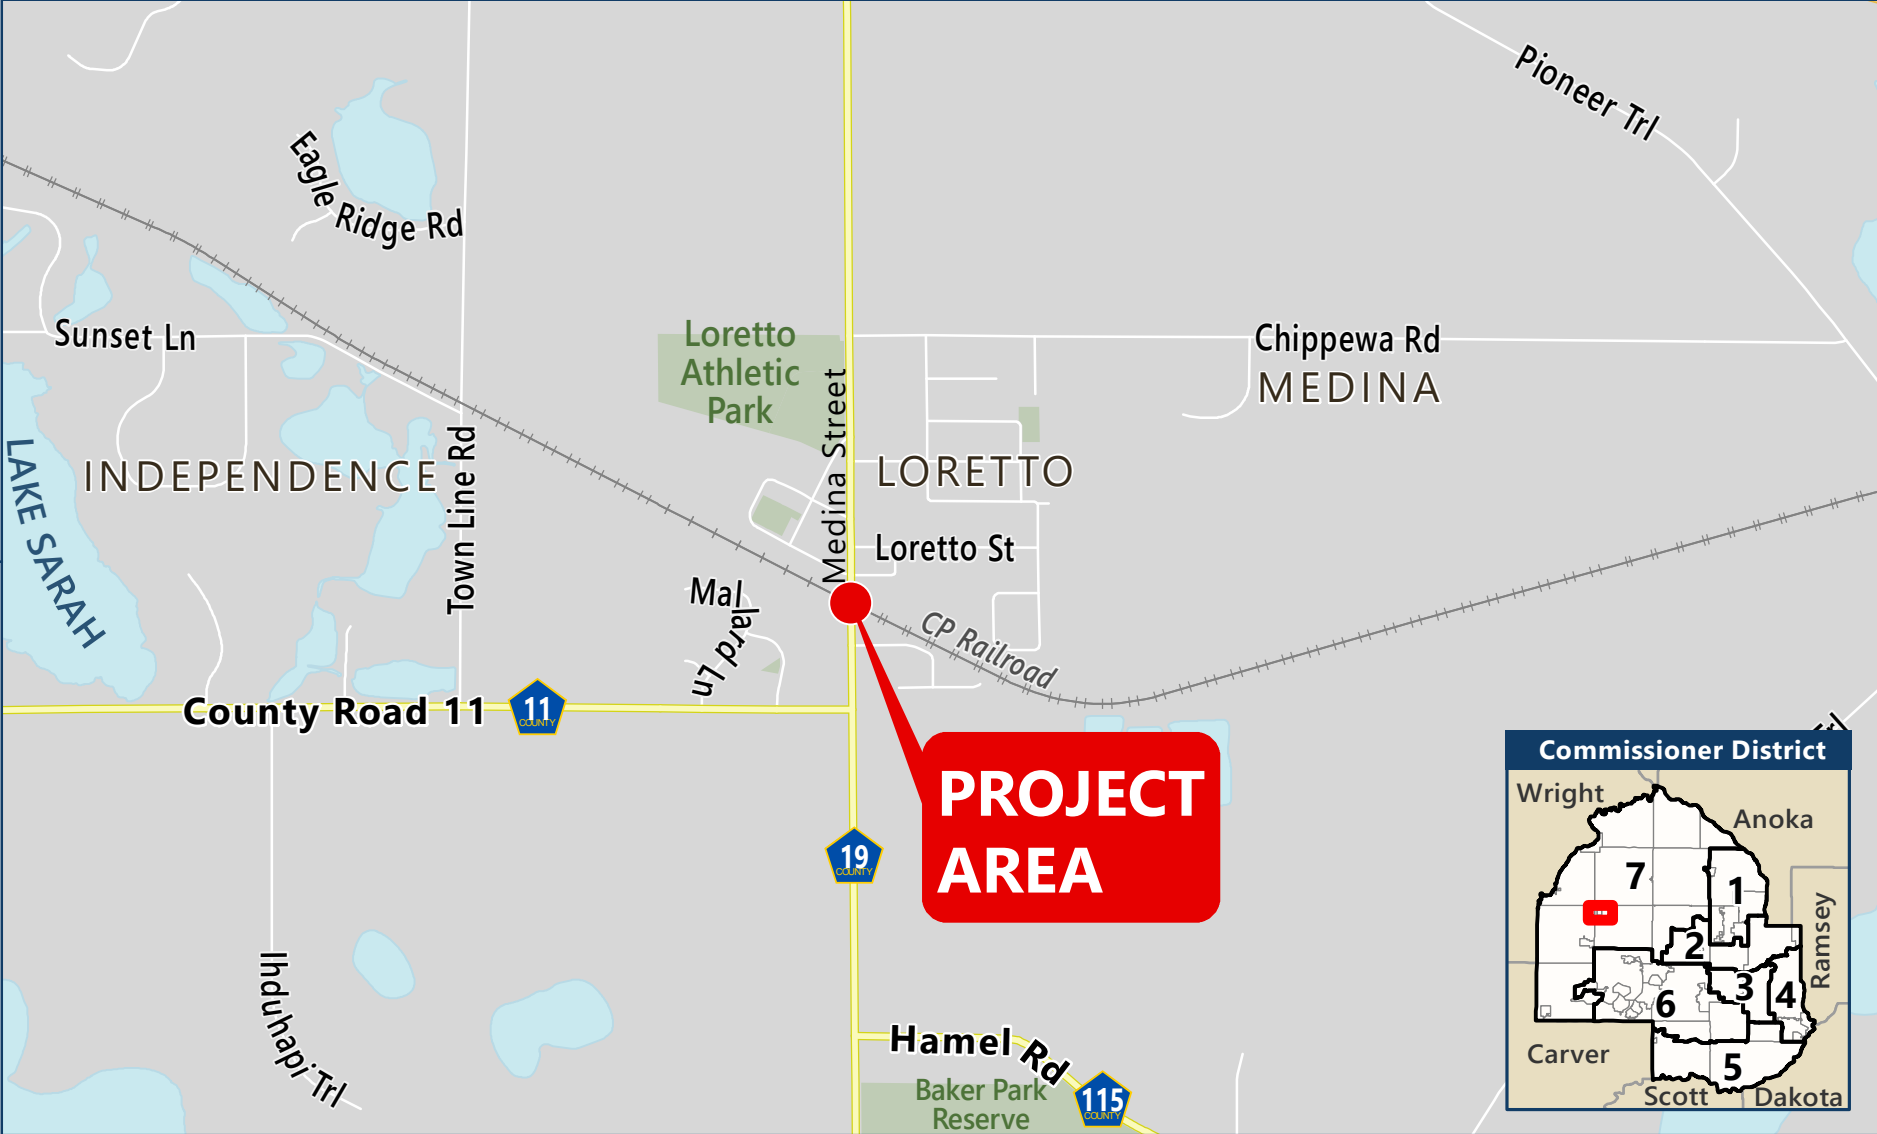 Pioneer Trl
Eagle Ridge Rd
Sunset Ln
Loretto
Athletic
Park
Chippewa Rd
MEDINA
Medina Street
INDEPENDENCE
LORETTO
LAKE SARAH
Town Line Rd
Loretto St
Mallard Ln
CP Railroad
County Road 11
11
COUNTY
PROJECT
AREA
19
COUNTY
Ihduhapi Trl
Hamel Rd
115
COUNTY
Baker Park
Reserve
Trl
Commissioner District
Wright
Anoka
7
1
Ramsey
2
3
4
6
Carver
5
Scott
Dakota